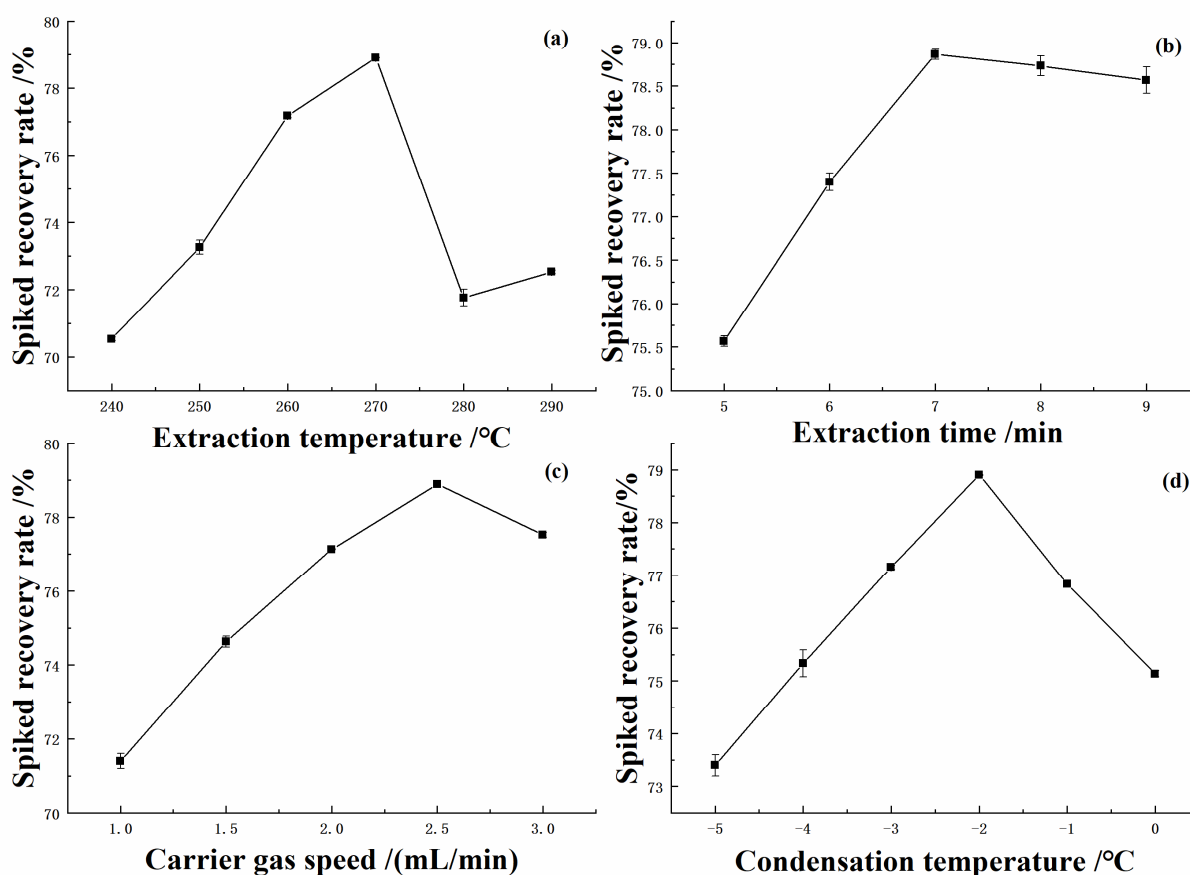 (a)
Spiked recovery rate /%
80
78
76
74
72
70
240 250 260 270 280 290
Extraction temperature /°C
(b)
Spiked recovery rate /%
79.0
78.5
78.0
77.5
77.0
76.5
76.0
75.5
75.0
5 6 7 8 9
Extraction time /min
(c)
Spiked recovery rate /%
80
78
76
74
72
70
1.0 1.5 2.0 2.5 3.0
Carrier gas speed /(mL/min)
(d)
Spiked recovery rate/%
79
78
77
76
75
74
73
-5 -4 -3 -2 -1 0
Condensation temperature /°C